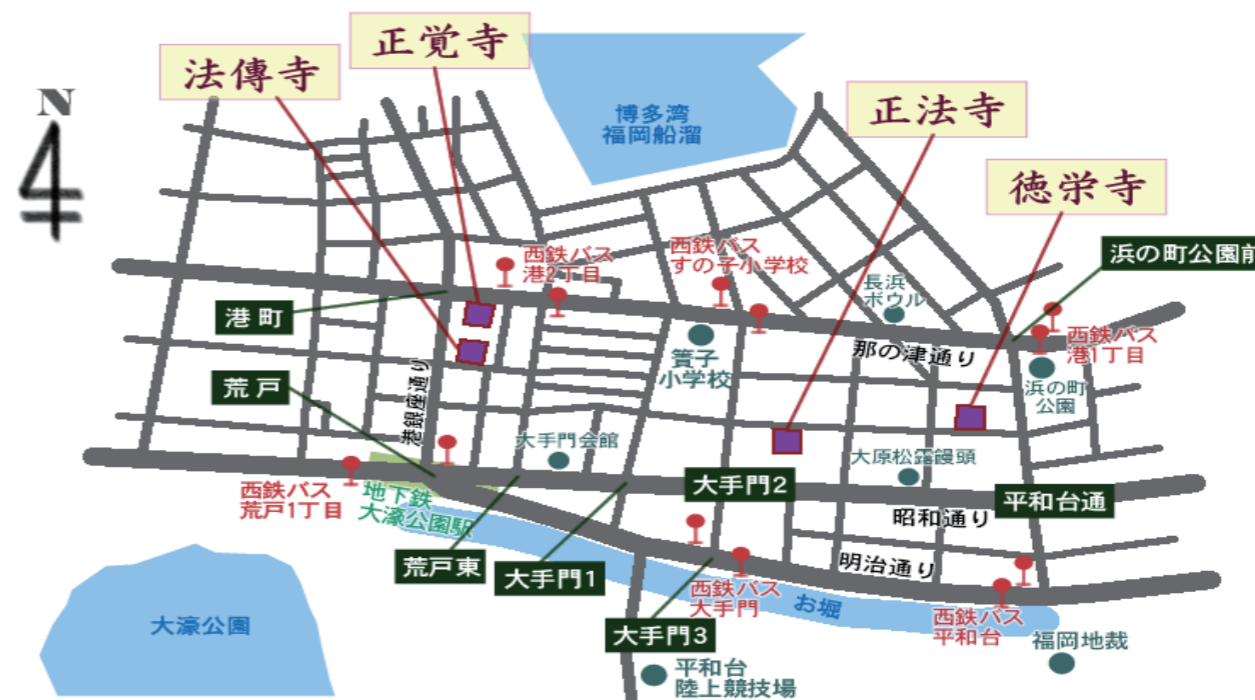 正覚寺
法傳寺
N
4
博多湾
福岡船溜
正法寺
徳栄寺
浜の町公園前
西鉄バス
港2丁目
西鉄バス
すの子小学校
長浜
ボウル
港町
西鉄バス
港1丁目
那の津通り
簀子
小学校
浜の町
公園
荒戸
港銀座通り
大手門会館
大原松露饅頭
西鉄バス
荒戸1丁目
地下鉄
大濠公園駅
大手門2
平和台通
昭和通り
荒戸東
大手門1
明治通り
西鉄バス
大手門
お堀
西鉄バス
平和台
大濠公園
大手門3
福岡地裁
平和台
陸上競技場